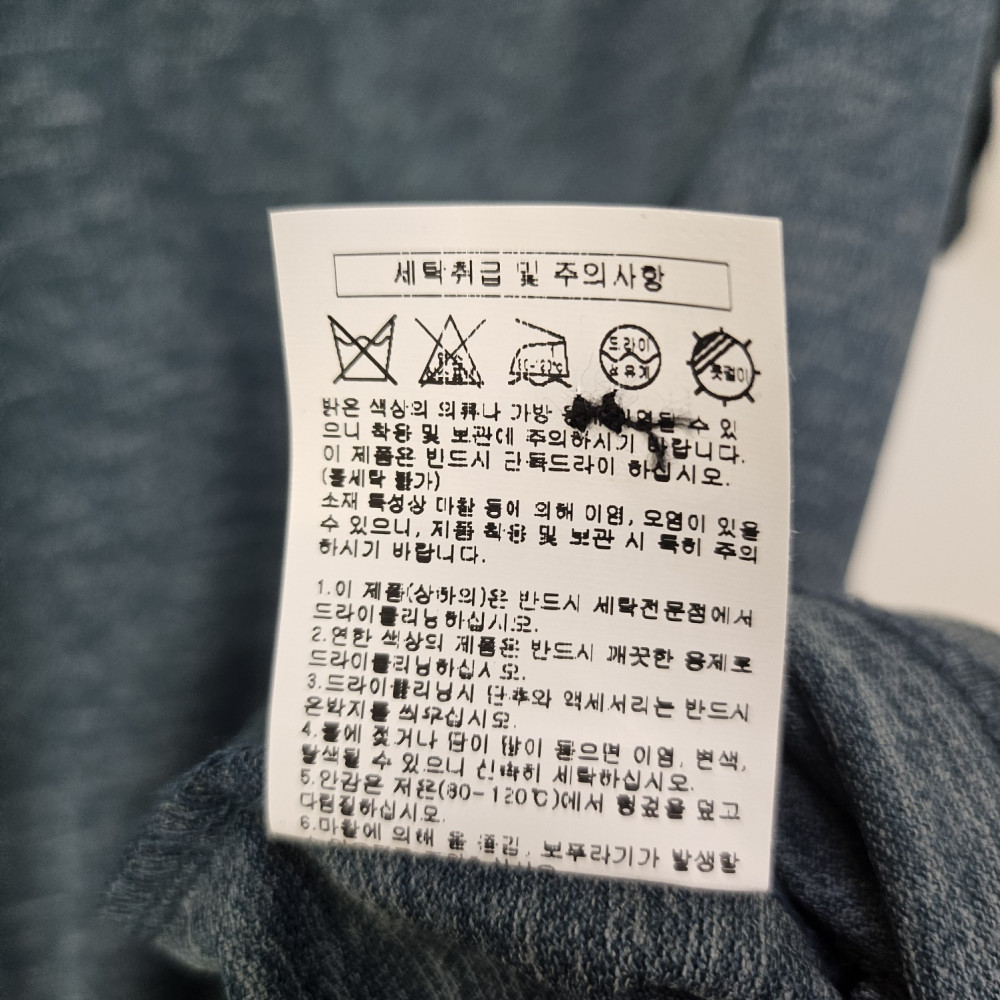 세탁취급 및 주의사항
80-120℃
드라이
석유계
옷걸이
밝은 색상의 의류나 가방 이염될 수 있
으니 착용 및 보관에 주의하시기 바랍니다.
이 제품은 반드시 단독드라이 하십시오.
(물세탁 불가)
소재 특성상 마찰 등에 의해 이염, 오염이 있을
수 있으니, 제품 착용 및 보관 시 특히 주의
하시기 바랍니다.
1.이 제품(상하의)은 반드시 세탁전문점에서
드라이클리닝하십시오.
2.연한 색상의 제품은 반드시 깨끗한 용제로
드라이클리닝하십시오.
3.드라이클리닝시 단추와 액세서리는 반드시
은박지를 씌우십시오.
4.물에 젖거나 땀이 많이 묻으면 이염, 변색,
탈색될 수 있으니 신속히 세탁하십시오.
5.안감은 저온(80-120℃)에서 헝겊을 덮고
다림질하십시오.
6.마찰에 의해 올 뜯김, 보푸라기가 발생할